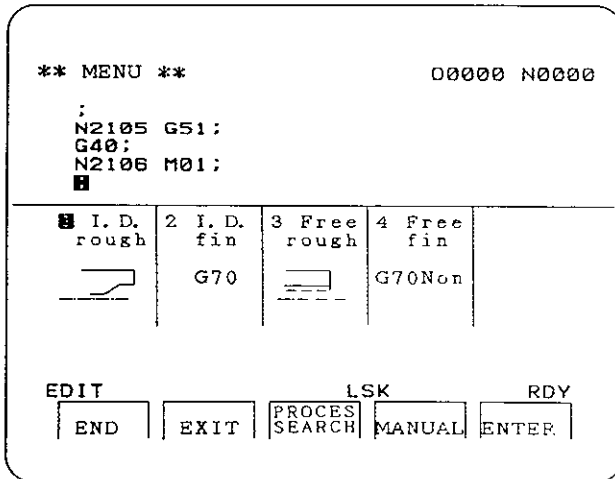 ** MENU ** O0000 N0000
;
N2105 G51;
G40;
N2106 M01;
1 I.D. rough
2 I.D. fin
3 Free rough
4 Free fin
G70
G70Non
EDIT LSK RDY
END
EXIT
PROCES SEARCH
MANUAL
ENTER